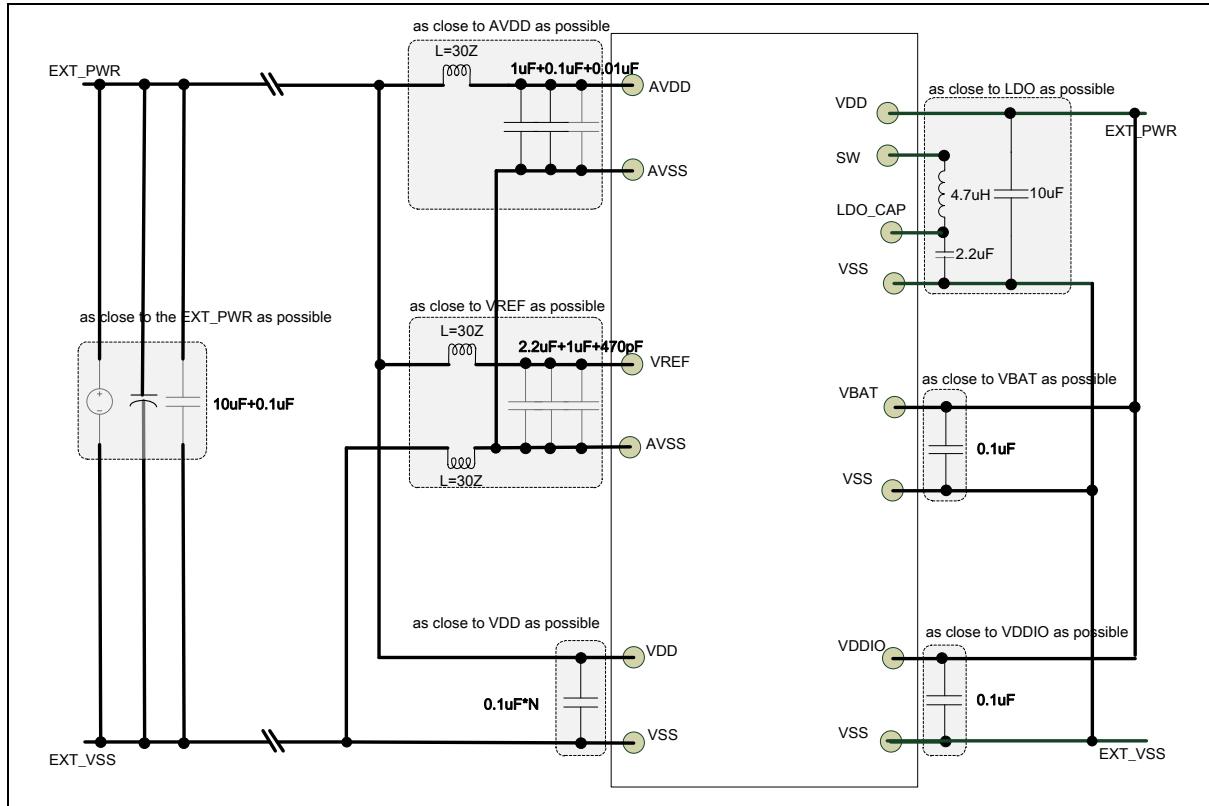 as close to AVDD as possible
L=30Z
EXT_PWR
1uF+0.1uF+0.01uF
AVDD
AVSS
as close to LDO as possible
VDD
EXT_PWR
SW
4.7uH
10uF
LDO_CAP
2.2uF
VSS
as close to the EXT_PWR as possible
10uF+0.1uF
as close to VREF as possible
L=30Z
2.2uF+1uF+470pF
VREF
AVSS
L=30Z
as close to VBAT as possible
VBAT
0.1uF
VSS
as close to VDD as possible
VDD
0.1uF*N
VSS
EXT_VSS
as close to VDDIO as possible
VDDIO
0.1uF
VSS
EXT_VSS